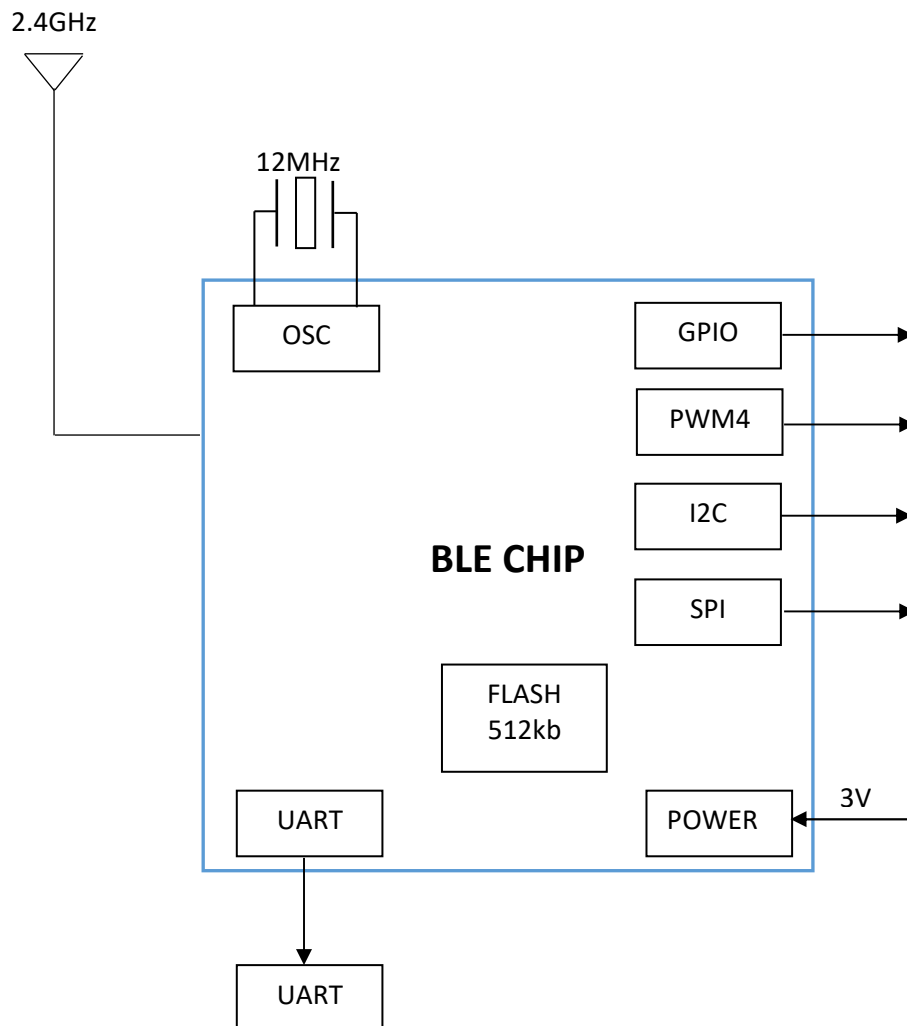 2.4GHz
12MHz
OSC
GPIO
PWM4
I2C
BLE CHIP
SPI
FLASH
512kb
UART
POWER
3V
UART